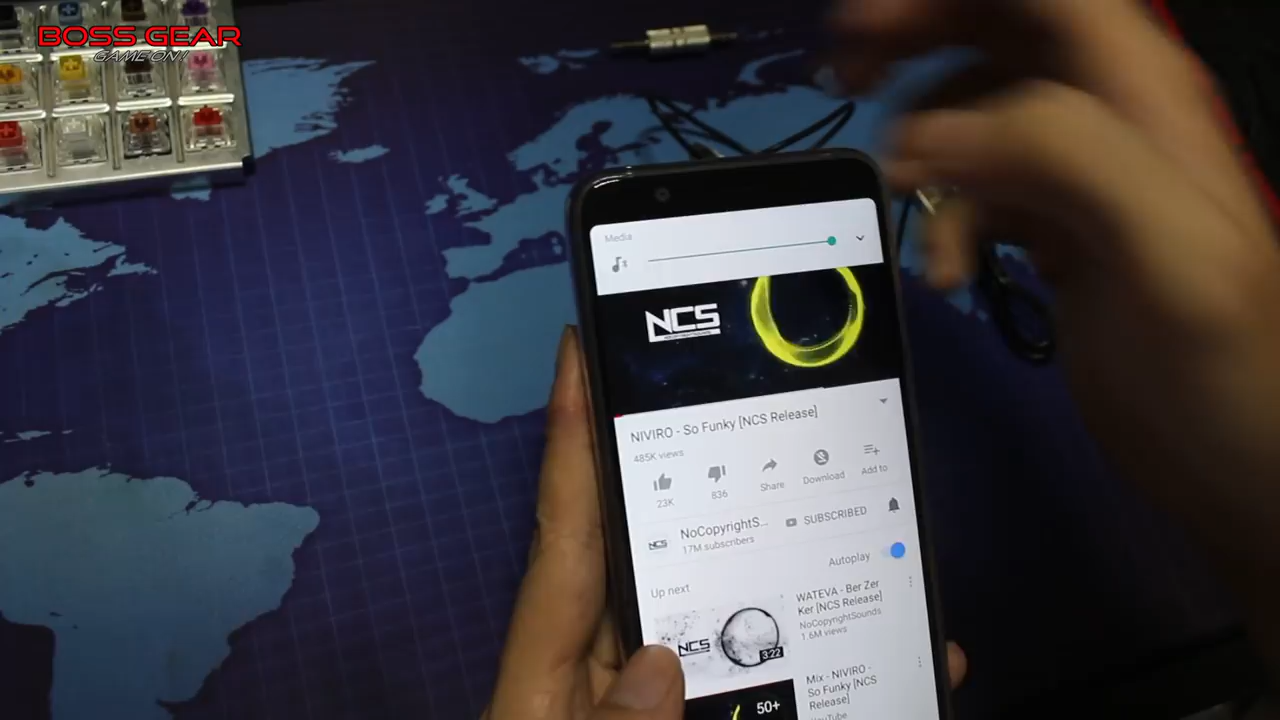 BOSS GEAR
GAME ON!
Media
NCS
NIVIRO - So Funky [NCS Release]
485K views
23K
836
Share
Download
Add to
NCS
NoCopyrightS...
17M subscribers
SUBSCRIBED
Autoplay
Up next
NCS
3:22
WATEVA - Ber Zer
Ker [NCS Release]
NoCopyrightSounds
1.6M views
50+
Mix - NIVIRO -
So Funky [NCS
Release]
YouTube